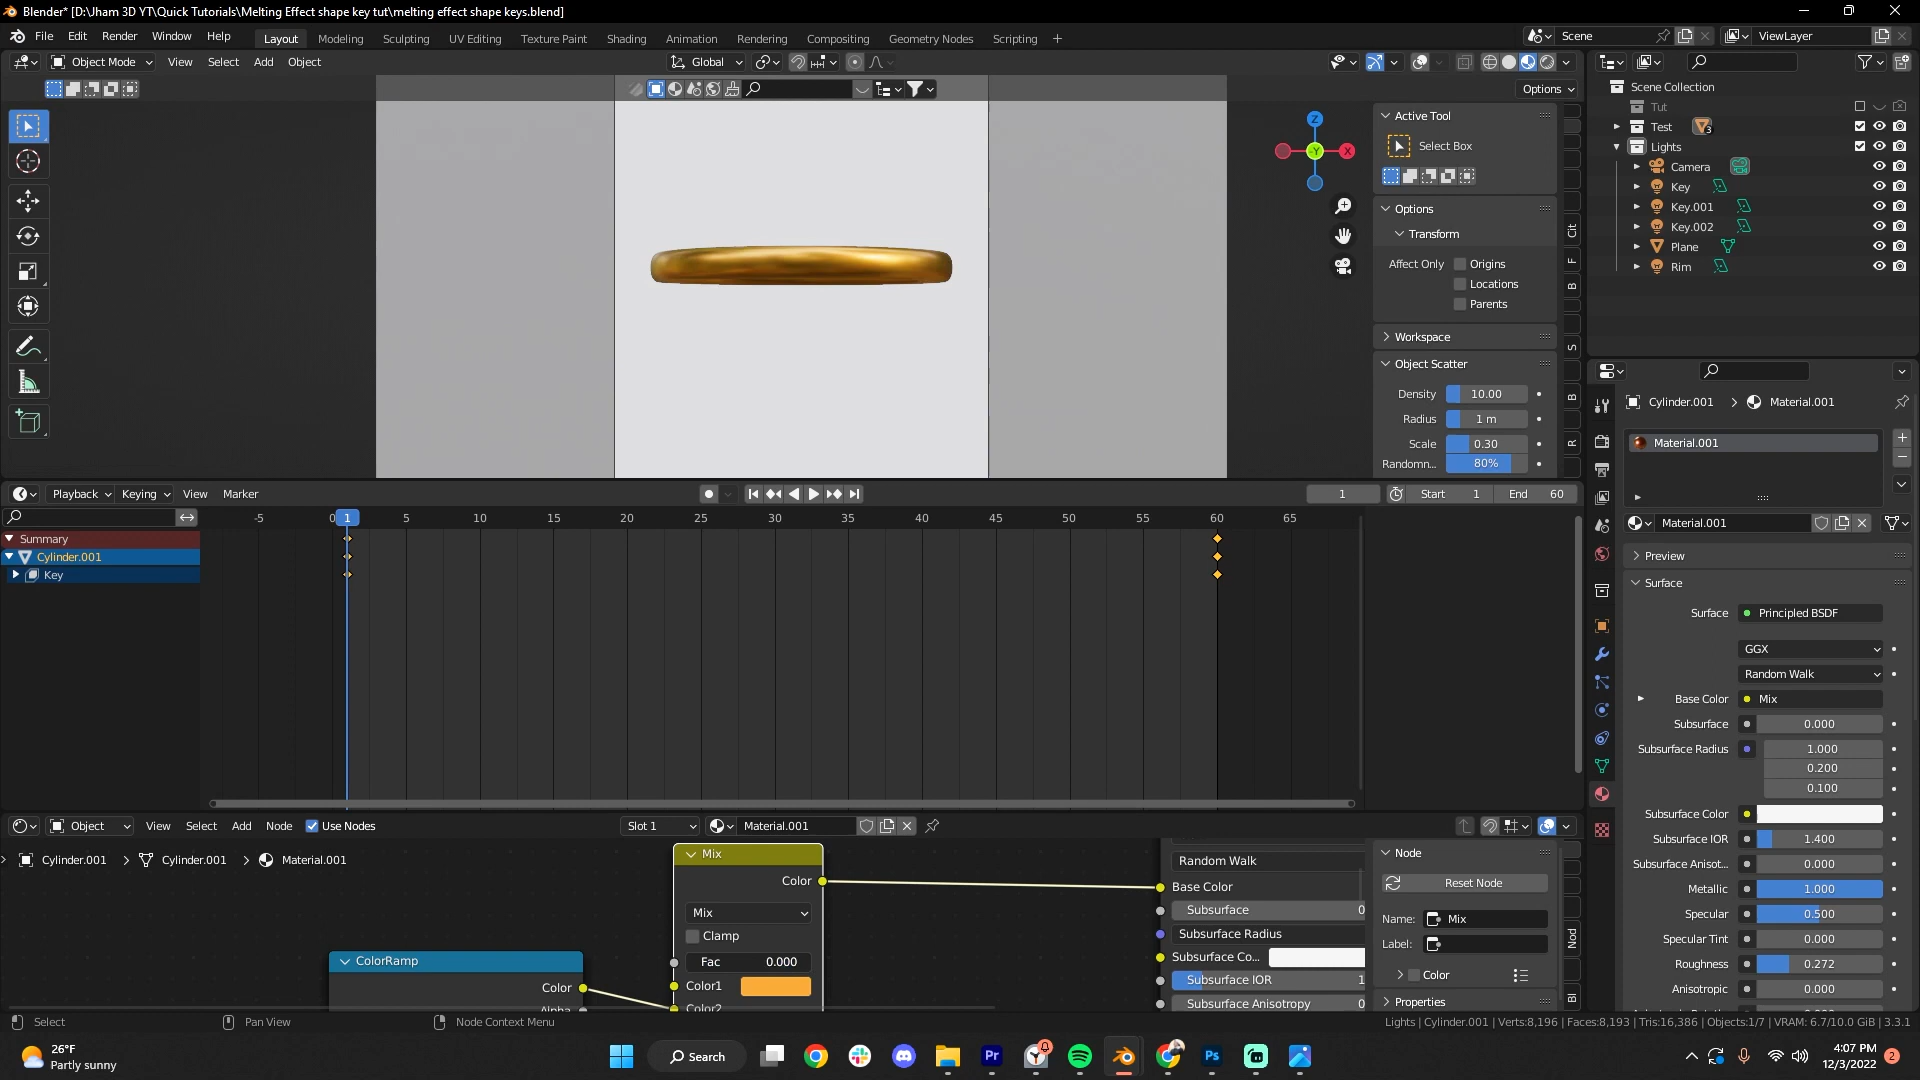 Blender* [D:\Jham 3D YT\Quick Tutorials\Melting Effect shape key tut\melting effect shape keys.blend]
File Edit Render Window Help Layout Modeling Sculpting UV Editing Texture Paint Shading Animation Rendering Compositing Geometry Nodes Scripting + Scene ViewLayer
Object Mode View Select Add Object Global
Options
Z
-Y X
Active Tool
Select Box
Options
Transform
Affect Only Origins
Locations
Parents
Workspace
Object Scatter
Density 10.00
Radius 1 m
Scale 0.30
Randomn... 80%
Cit
F
B
S
B
R
Scene Collection
Tut
Test 3
Lights
Camera
Key
Key.001
Key.002
Plane
Rim
Playback Keying View Marker 1 Start 1 End 60
-5 0 1 5 10 15 20 25 30 35 40 45 50 55 60 65
Summary
Cylinder.001
Key
Cylinder.001 Material.001
Material.001
Material.001
Preview
Surface
Surface Principled BSDF
GGX
Random Walk
Base Color Mix
Subsurface 0.000
Subsurface Radius 1.000
0.200
0.100
Subsurface Color
Subsurface IOR 1.400
Subsurface Anisot... 0.000
Metallic 1.000
Specular 0.500
Specular Tint 0.000
Roughness 0.272
Anisotropic 0.000
Object View Select Add Node Use Nodes Slot 1 Material.001
Cylinder.001 Cylinder.001 Material.001
Mix
Color
Mix
Clamp
Fac 0.000
Color1
Color2
ColorRamp
Color
Alpha
Random Walk
Base Color
Subsurface 0
Subsurface Radius
Subsurface Co...
Subsurface IOR 1
Subsurface Anisotropy 0
Node
Reset Node
Name: Mix
Label:
Color
Properties
Nod
Bl
Select Pan View Node Context Menu Lights | Cylinder.001 | Verts:8,196 | Faces:8,193 | Tris:16,386 | Objects:1/7 | VRAM: 6.7/10.0 GiB | 3.3.1
26°F
Partly sunny
Search
Pr
Ps
4:07 PM
12/3/2022
2